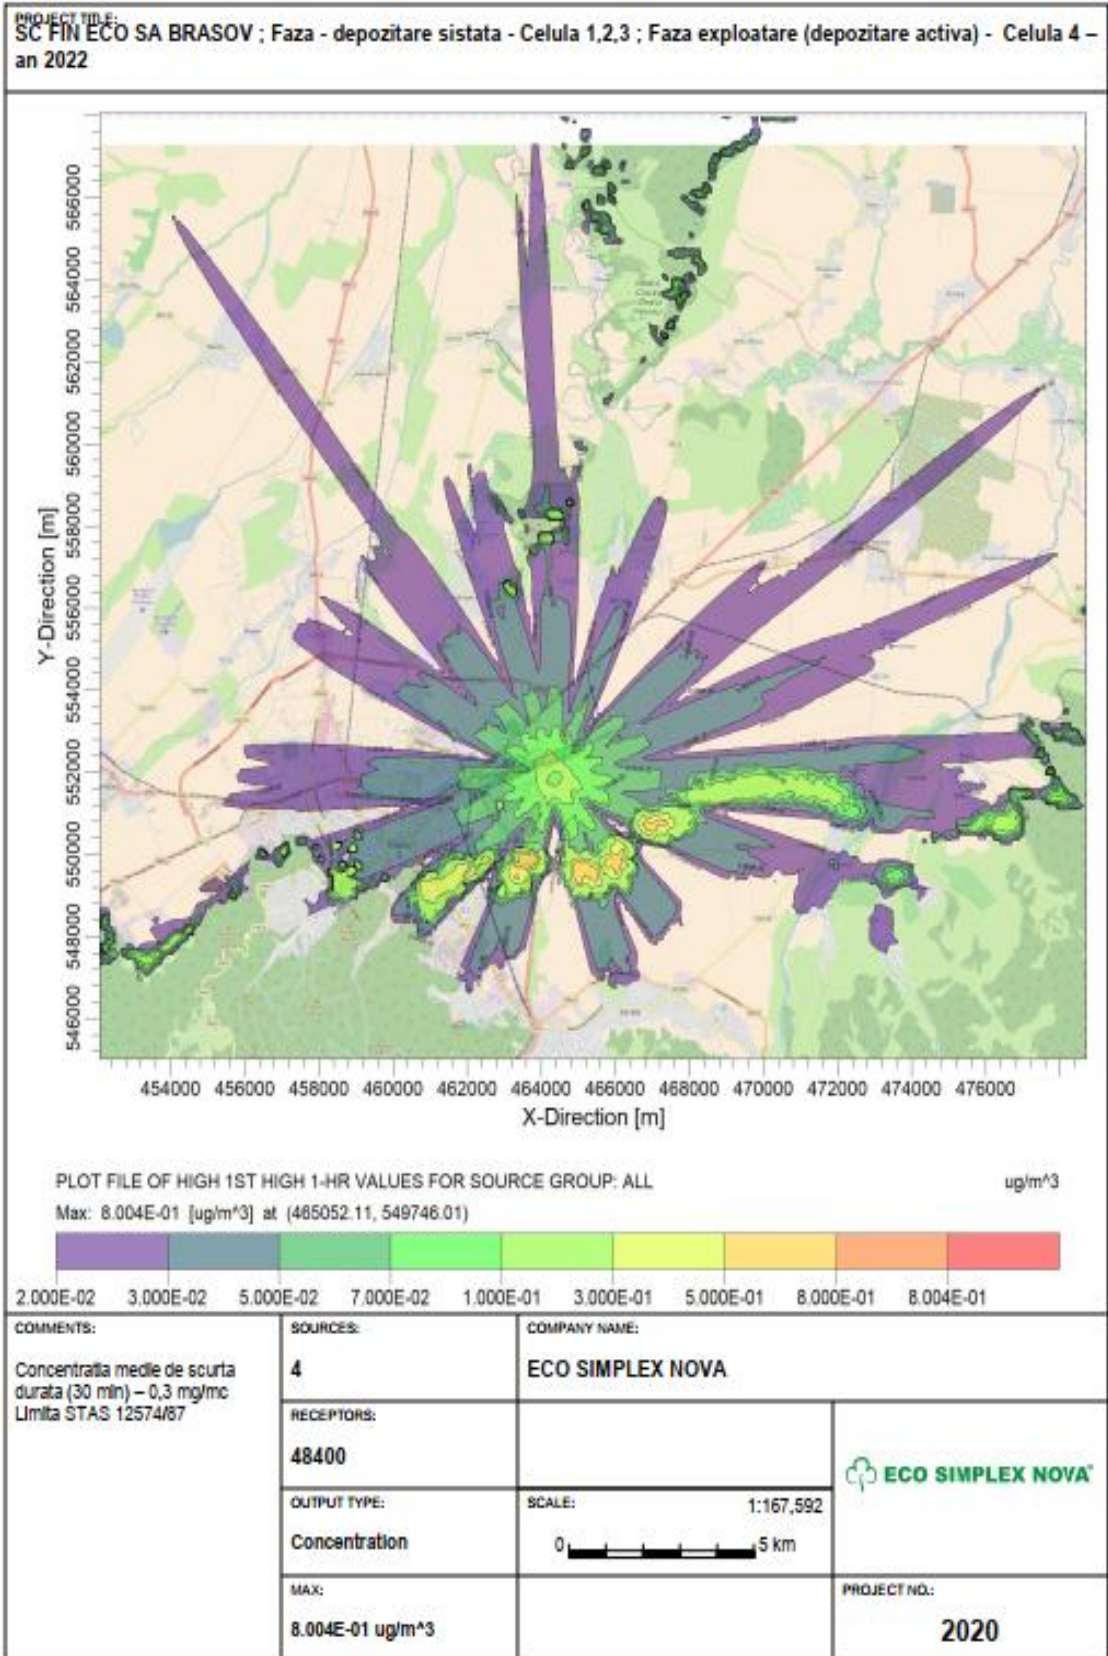 PROJECT TITLE:
SC FIN ECO SA BRASOV ; Faza - depozitare sistata - Celula 1,2,3 ; Faza exploatare (depozitare activa) - Celula 4 –
an 2022
Y-Direction [m]
566000
564000
562000
560000
558000
556000
554000
552000
550000
548000
546000
454000 456000 458000 460000 462000 464000 466000 468000 470000 472000 474000 476000
X-Direction [m]
PLOT FILE OF HIGH 1ST HIGH 1-HR VALUES FOR SOURCE GROUP: ALL
ug/m^3
Max: 8.004E-01 [ug/m^3] at (465052.11, 549746.01)
2.000E-02 3.000E-02 5.000E-02 7.000E-02 1.000E-01 3.000E-01 5.000E-01 8.000E-01 8.004E-01
COMMENTS:
Concentratia medie de scurta
durata (30 min) – 0,3 mg/mc
Limita STAS 12574/87
SOURCES:
4
COMPANY NAME:
ECO SIMPLEX NOVA
RECEPTORS:
48400
ECO SIMPLEX NOVA®
OUTPUT TYPE:
Concentration
SCALE:
1:167,592
0 5 km
MAX:
8.004E-01 ug/m^3
PROJECT NO.:
2020